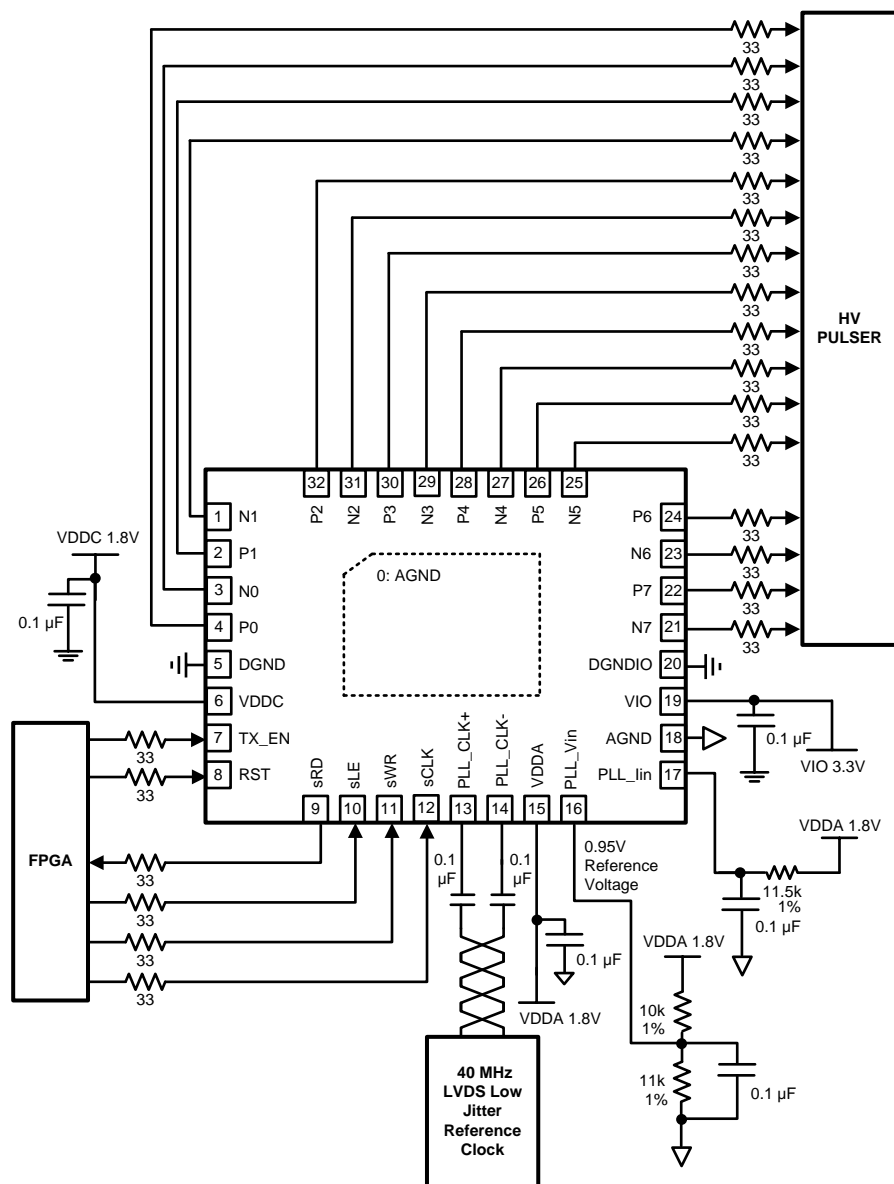 33
33
33
33
33
33
33
33
33
33
33
33
HV
PULSER
32
31
30
29
28
27
26
25
P2
N2
P3
N3
P4
N4
P5
N5
1
N1
2
P1
3
N0
4
P0
5
DGND
6
VDDC
7
TX_EN
8
RST
VDDC 1.8V
0.1 µF
0: AGND
P6
24
33
N6
23
33
P7
22
33
N7
21
33
DGNDIO
20
VIO
19
AGND
18
PLL_Iin
17
0.1 µF
VIO 3.3V
33
33
sRD
sLE
sWR
sCLK
PLL_CLK+
PLL_CLK-
VDDA
PLL_Vin
9
10
11
12
13
14
15
16
FPGA
33
33
33
33
0.1
µF
0.1
µF
0.95V
Reference
Voltage
VDDA 1.8V
11.5k
1%
0.1 µF
0.1 µF
VDDA 1.8V
VDDA 1.8V
10k
1%
11k
1%
0.1 µF
40 MHz
LVDS Low
Jitter
Reference
Clock